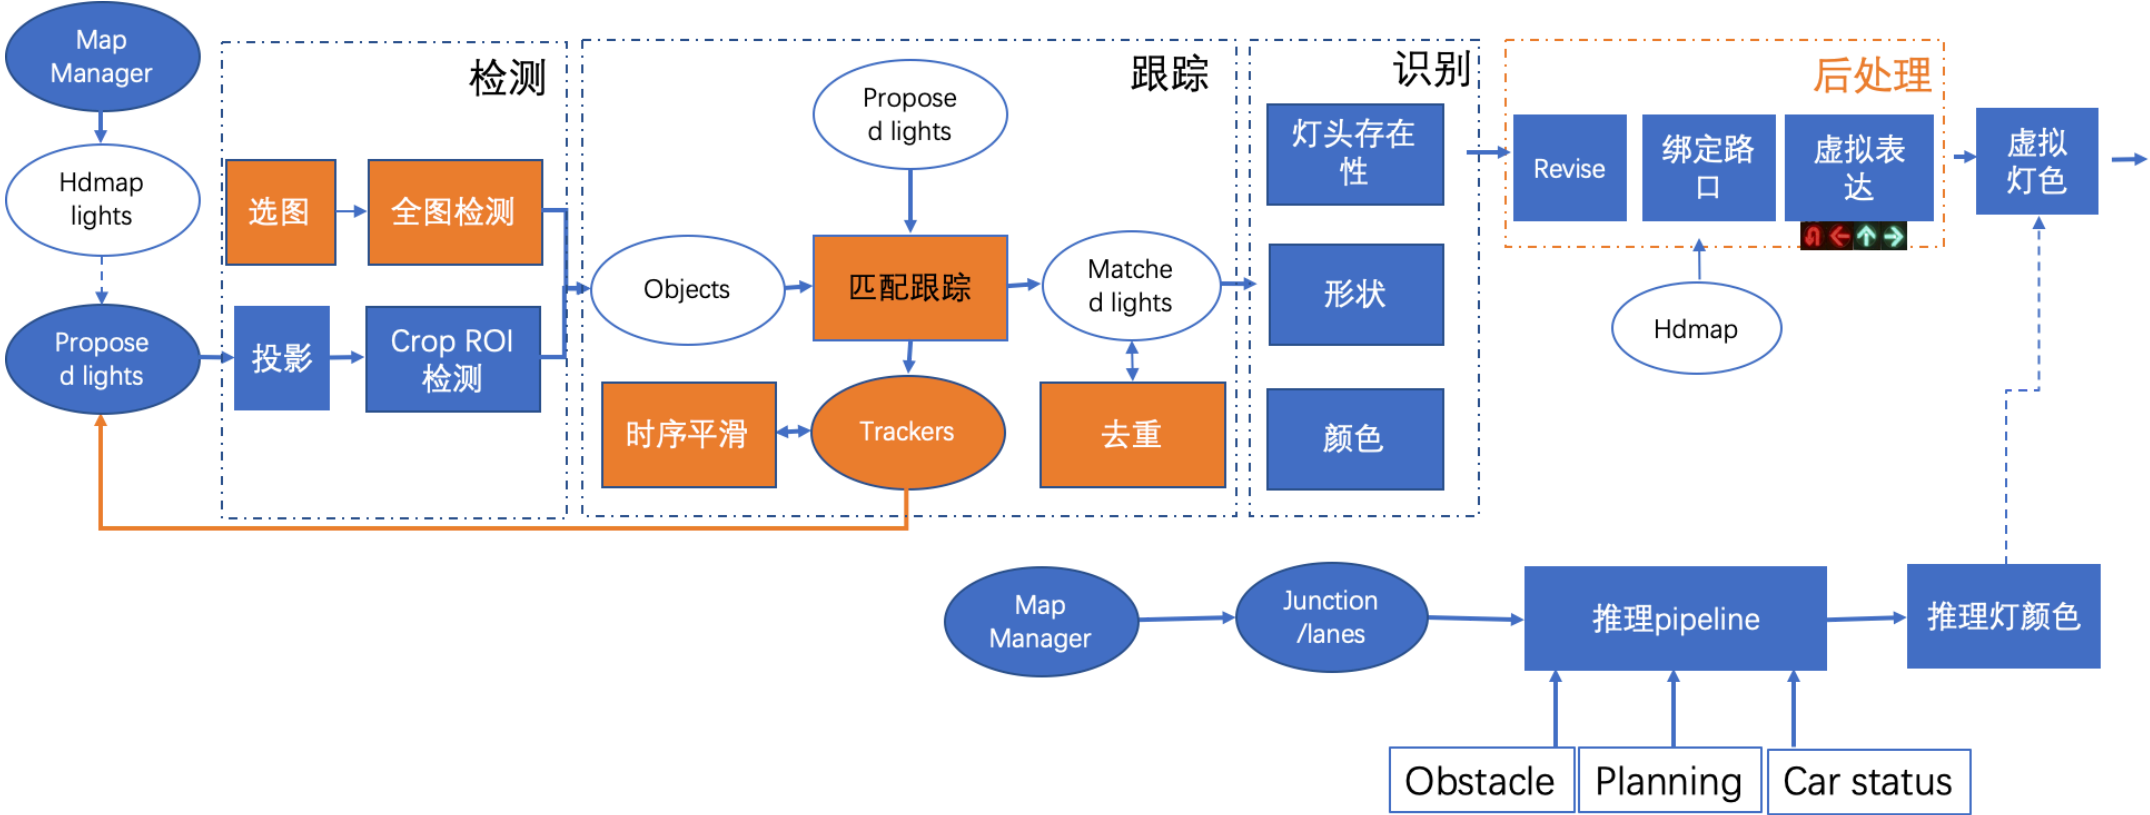 Map
Manager
Hdmap
lights
Propose
d lights
检测
选图
全图检测
投影
Crop ROI
检测
跟踪
Propose
d lights
Objects
匹配跟踪
Matche
d lights
时序平滑
Trackers
去重
识别
灯头存在
性
形状
颜色
后处理
Revise
绑定路
口
虚拟表
达
Hdmap
虚拟
灯色
Map
Manager
Junction
/lanes
推理pipeline
推理灯颜色
Obstacle
Planning
Car status